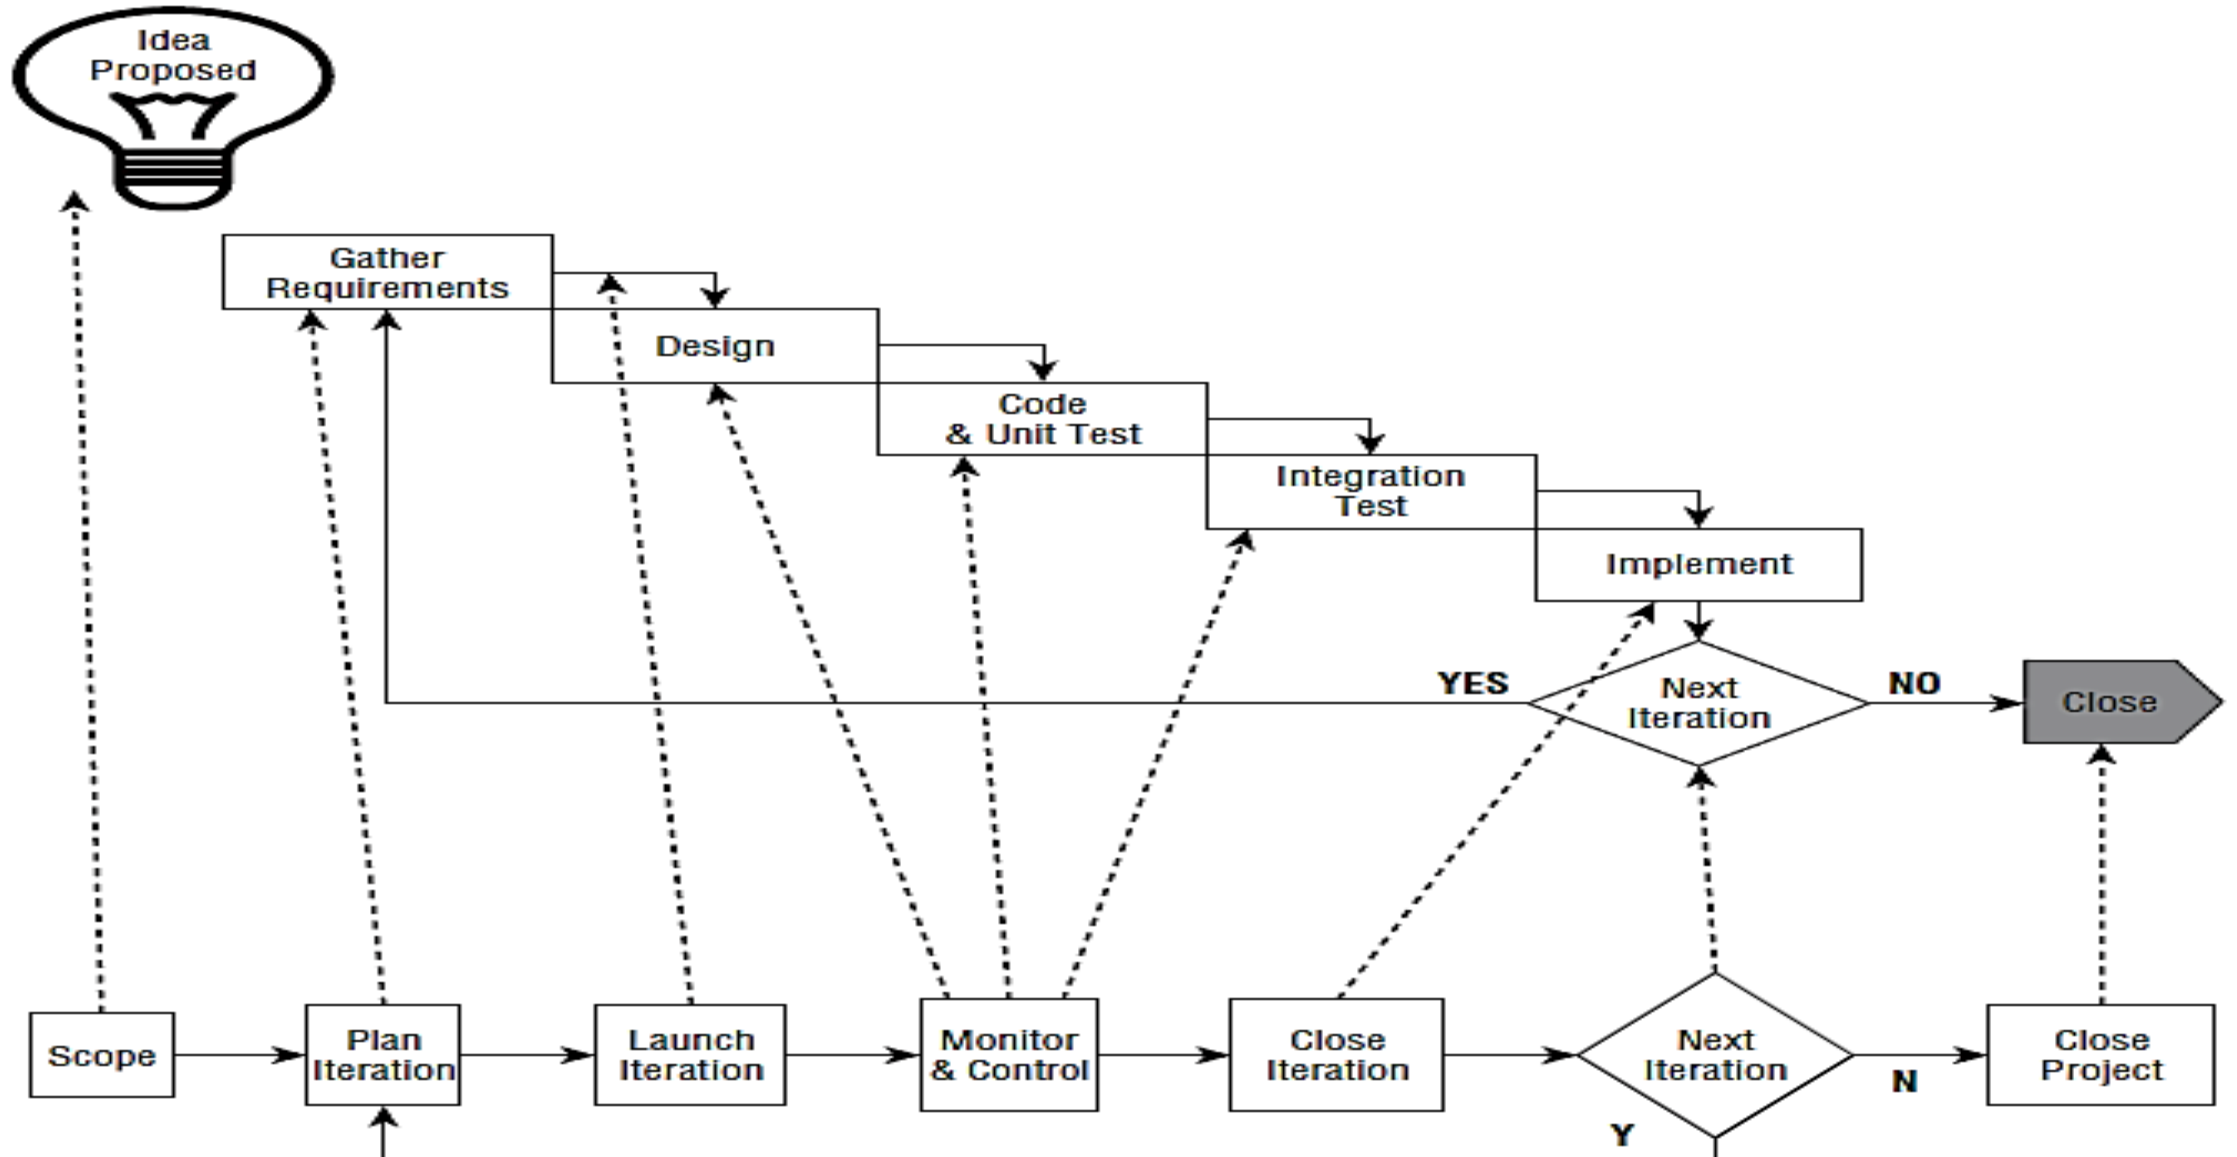 Idea
Proposed
Gather
Requirements
Design
Code
& Unit Test
Integration
Test
Implement
YES
Next
Iteration
NO
Close
Scope
Plan
Iteration
Launch
Iteration
Monitor
& Control
Close
Iteration
Next
Iteration
N
Y
Close
Project